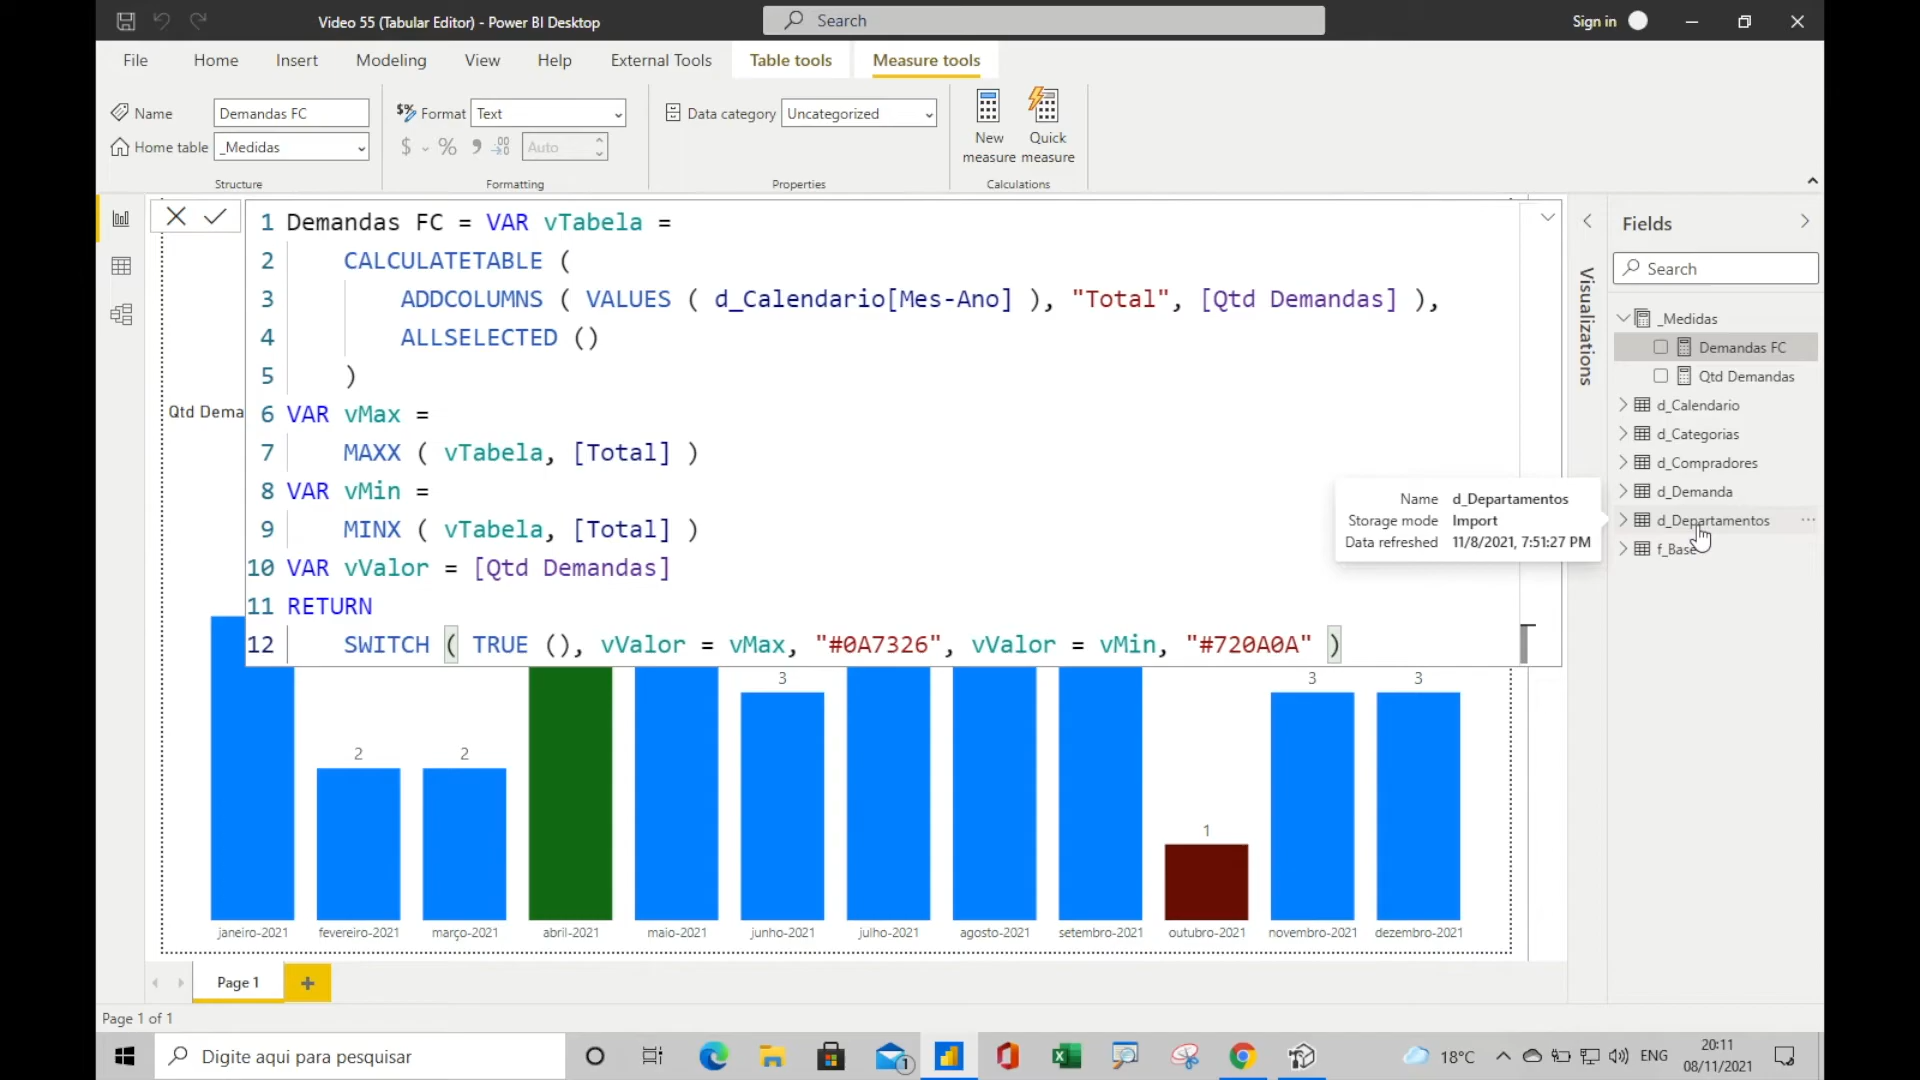 Video 55 (Tabular Editor) - Power BI Desktop
Search
Sign in
File
Home
Insert
Modeling
View
Help
External Tools
Table tools
Measure tools
Name
Demandas FC
Home table
_Medidas
Structure
Format
Text
$
%
Auto
Formatting
Data category
Uncategorized
Properties
New
measure
Quick
measure
Calculations
1 Demandas FC = VAR vTabela =
2 CALCULATETABLE (
3 ADDCOLUMNS ( VALUES ( d_Calendario[Mes-Ano] ), "Total", [Qtd Demandas] ),
4 ALLSELECTED ()
5 )
6 VAR vMax =
7 MAXX ( vTabela, [Total] )
8 VAR vMin =
9 MINX ( vTabela, [Total] )
10 VAR vValor = [Qtd Demandas]
11 RETURN
12 SWITCH ( TRUE (), vValor = vMax, "#0A7326", vValor = vMin, "#720A0A" )
Qtd Dema
Visualizations
Fields
Search
_Medidas
Demandas FC
Qtd Demandas
d_Calendario
d_Categorias
d_Compradores
d_Demanda
d_Departamentos
f_Base
Name d_Departamentos
Storage mode Import
Data refreshed 11/8/2021, 7:51:27 PM
2
2
3
1
3
3
janeiro-2021
fevereiro-2021
março-2021
abril-2021
maio-2021
junho-2021
julho-2021
agosto-2021
setembro-2021
outubro-2021
novembro-2021
dezembro-2021
Page 1
Page 1 of 1
Digite aqui para pesquisar
1
18°C
ENG
20:11
08/11/2021